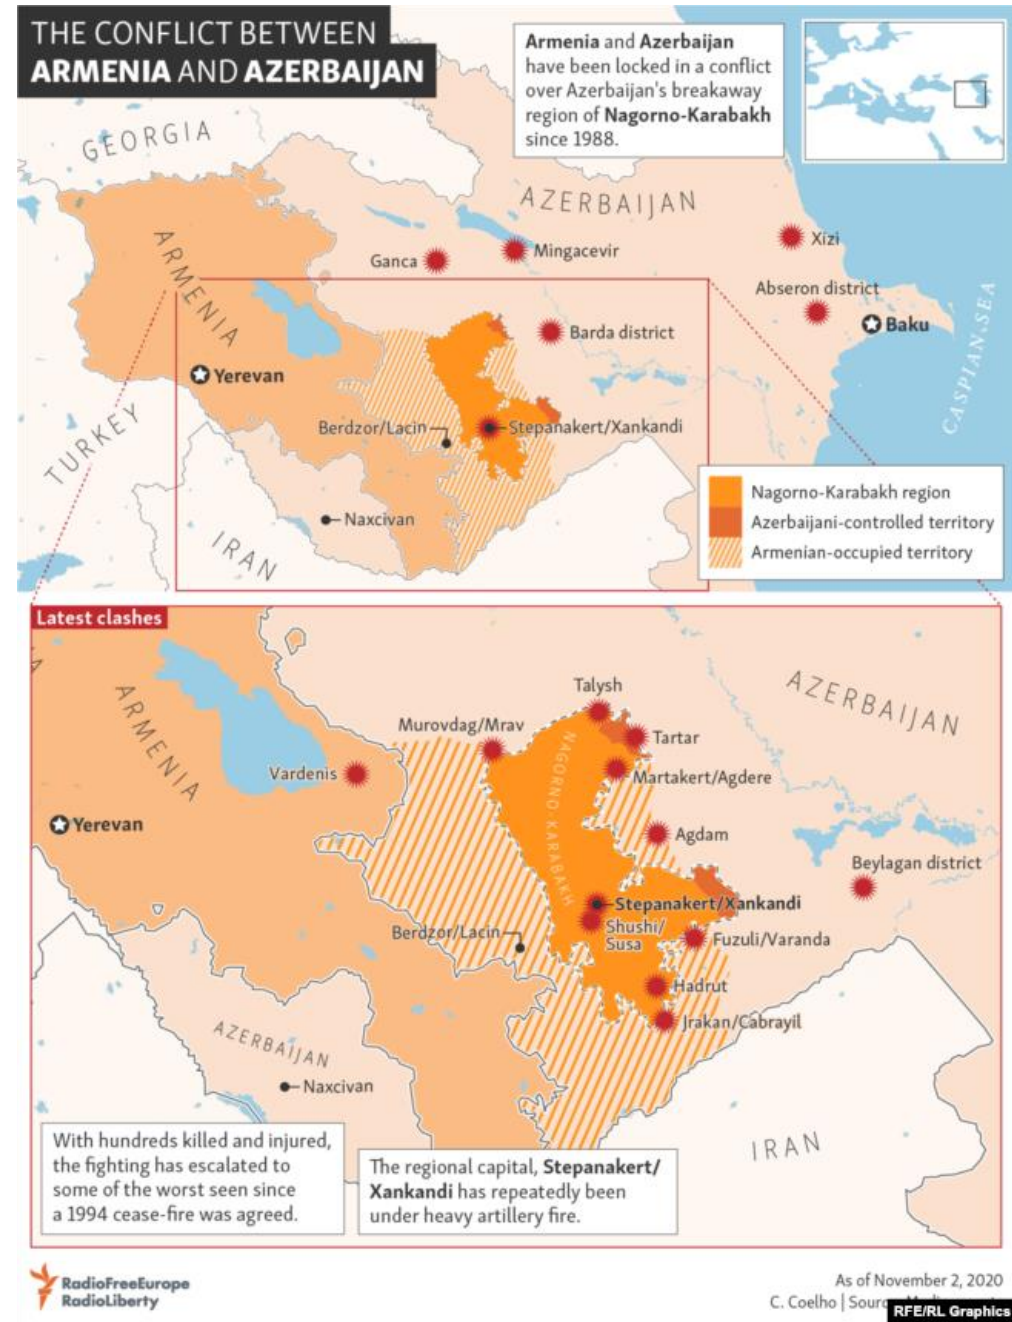 THE CONFLICT BETWEEN
ARMENIA AND AZERBAIJAN
Armenia and Azerbaijan
have been locked in a conflict
over Azerbaijan's breakaway
region of Nagorno-Karabakh
since 1988.
GEORGIA
AZERBAIJAN
ARMENIA
Ganca
Mingacevir
Xizi
Abseron district
Baku
Barda district
CASPIAN SEA
Yerevan
TURKEY
Berdzor/Lacin
Stepanakert/Xankandi
Naxcivan
IRAN
Nagorno-Karabakh region
Azerbaijani-controlled territory
Armenian-occupied territory
Latest clashes
A
ARMENIA
AZERBAIJAN
Talysh
Murovdag/Mrav
Tartar
NAGORNO-KARABAKH
Vardenis
Martakert/Agdere
Yerevan
Agdam
Beylagan district
Stepanakert/Xankandi
Shushi/
Susa
Berdzor/Lacin
Fuzuli/Varanda
Hadrut
Jrakan/Cabrayil
AZERBAIJAN
Naxcivan
IRAN
With hundreds killed and injured,
the fighting has escalated to
some of the worst seen since
a 1994 cease-fire was agreed.
The regional capital, Stepanakert/
Xankandi has repeatedly been
under heavy artillery fire.
RadioFreeEurope
RadioLiberty
As of November 2, 2020
C. Coelho |
RFE/RL Graphics